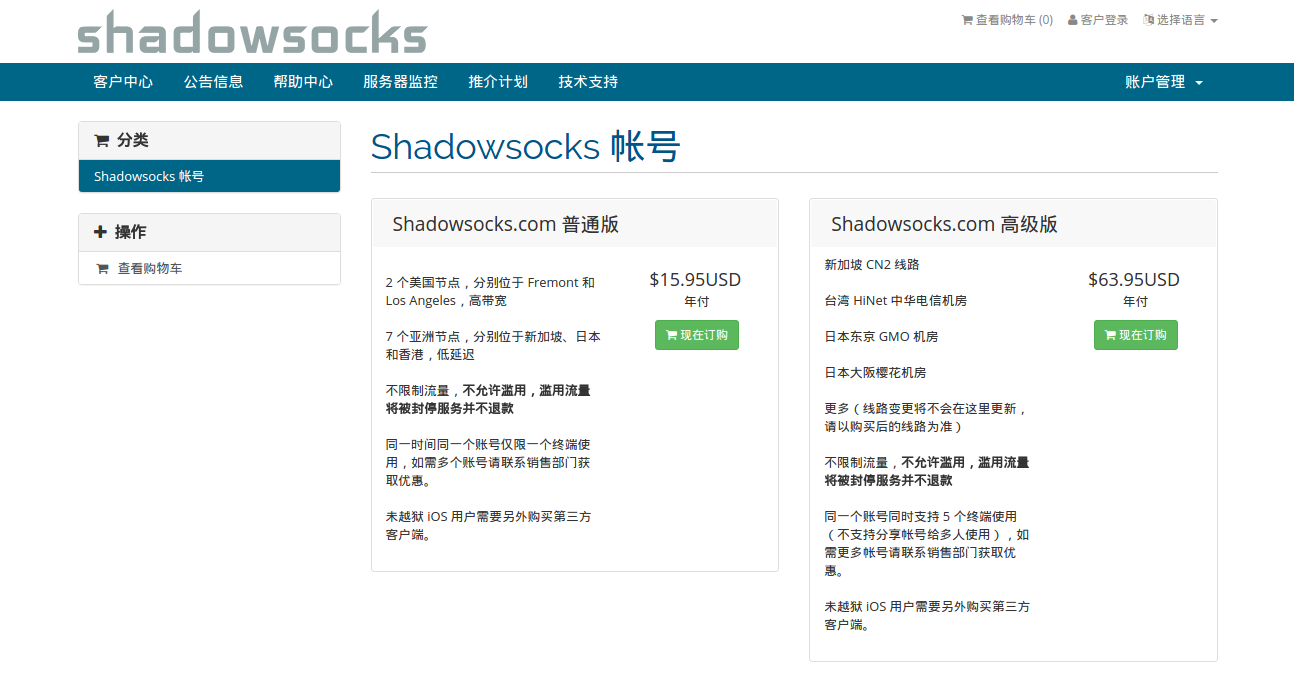 shadowsocks
查看购物车 (0) 客户登录 选择语言
客户中心 公告信息 帮助中心 服务器监控 推介计划 技术支持 账户管理
分类
Shadowsocks 帐号
操作
查看购物车
Shadowsocks 帐号
Shadowsocks.com 普通版
2 个美国节点，分别位于 Fremont 和
Los Angeles，高带宽
7 个亚洲节点，分别位于新加坡、日本
和香港，低延迟
不限制流量，不允许滥用，滥用流量
将被封停服务并不退款
同一时间同一个账号仅限一个终端使
用，如需多个账号请联系销售部门获
取优惠。
未越狱 iOS 用户需要另外购买第三方
客户端。
$15.95USD
年付
现在订购
Shadowsocks.com 高级版
新加坡 CN2 线路
台湾 HiNet 中华电信机房
日本东京 GMO 机房
日本大阪樱花机房
更多（线路变更将不会在这里更新，
请以购买后的线路为准）
不限制流量，不允许滥用，滥用流量
将被封停服务并不退款
同一个账号同时支持 5 个终端使用
（不支持分享帐号给多人使用），如
需更多帐号请联系销售部门获取优
惠。
未越狱 iOS 用户需要另外购买第三方
客户端。
$63.95USD
年付
现在订购